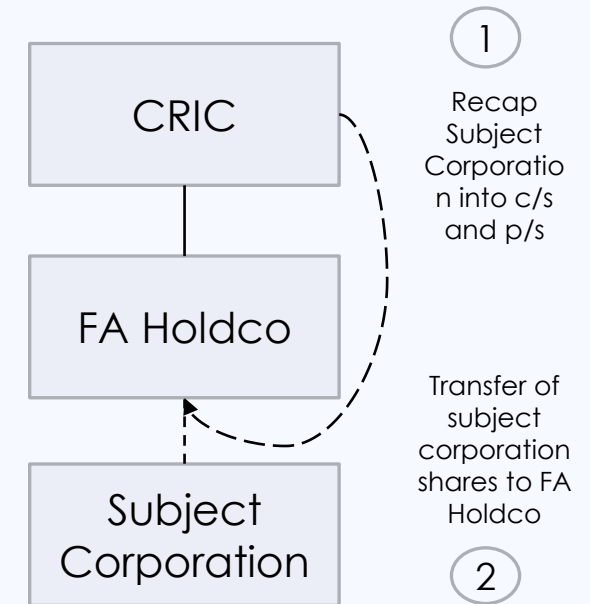 CRIC
FA Holdco
Subject
Corporation
1
Recap
Subject
Corporatio
n into c/s
and p/s
Transfer of
subject
corporation
shares to FA
Holdco
2